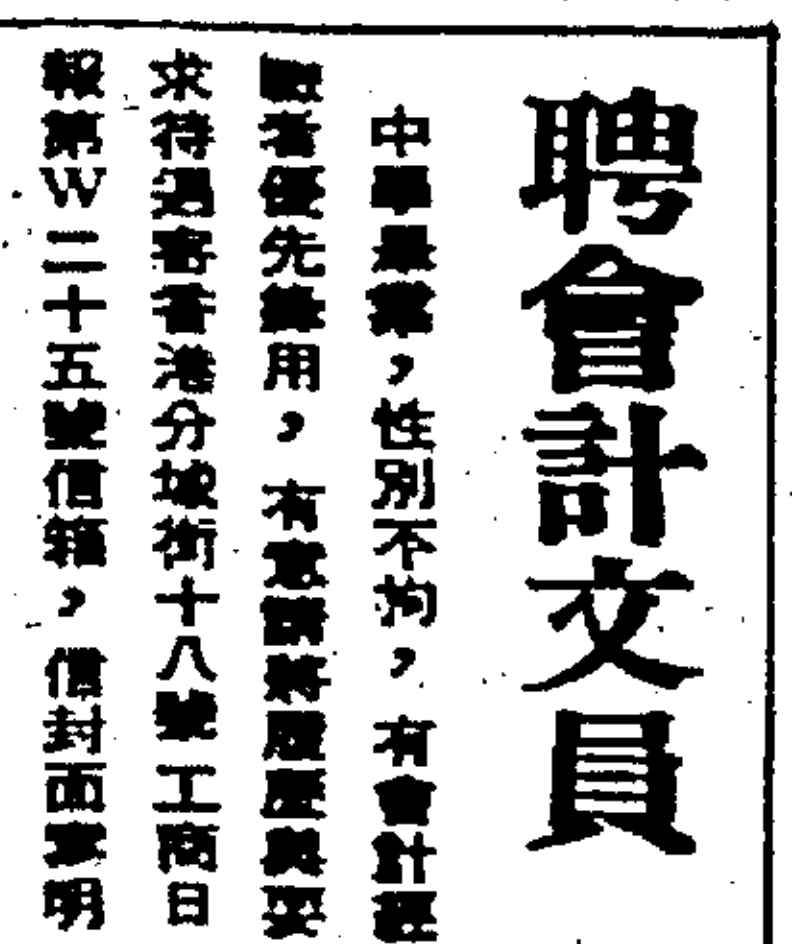 聘會計文員
中學畢業，性別不拘，有會計經
驗者優先錄用，有意請將履歷與要
求待遇寄香港分域街十八號工商日
報第W二十五號信箱，信封面寫明